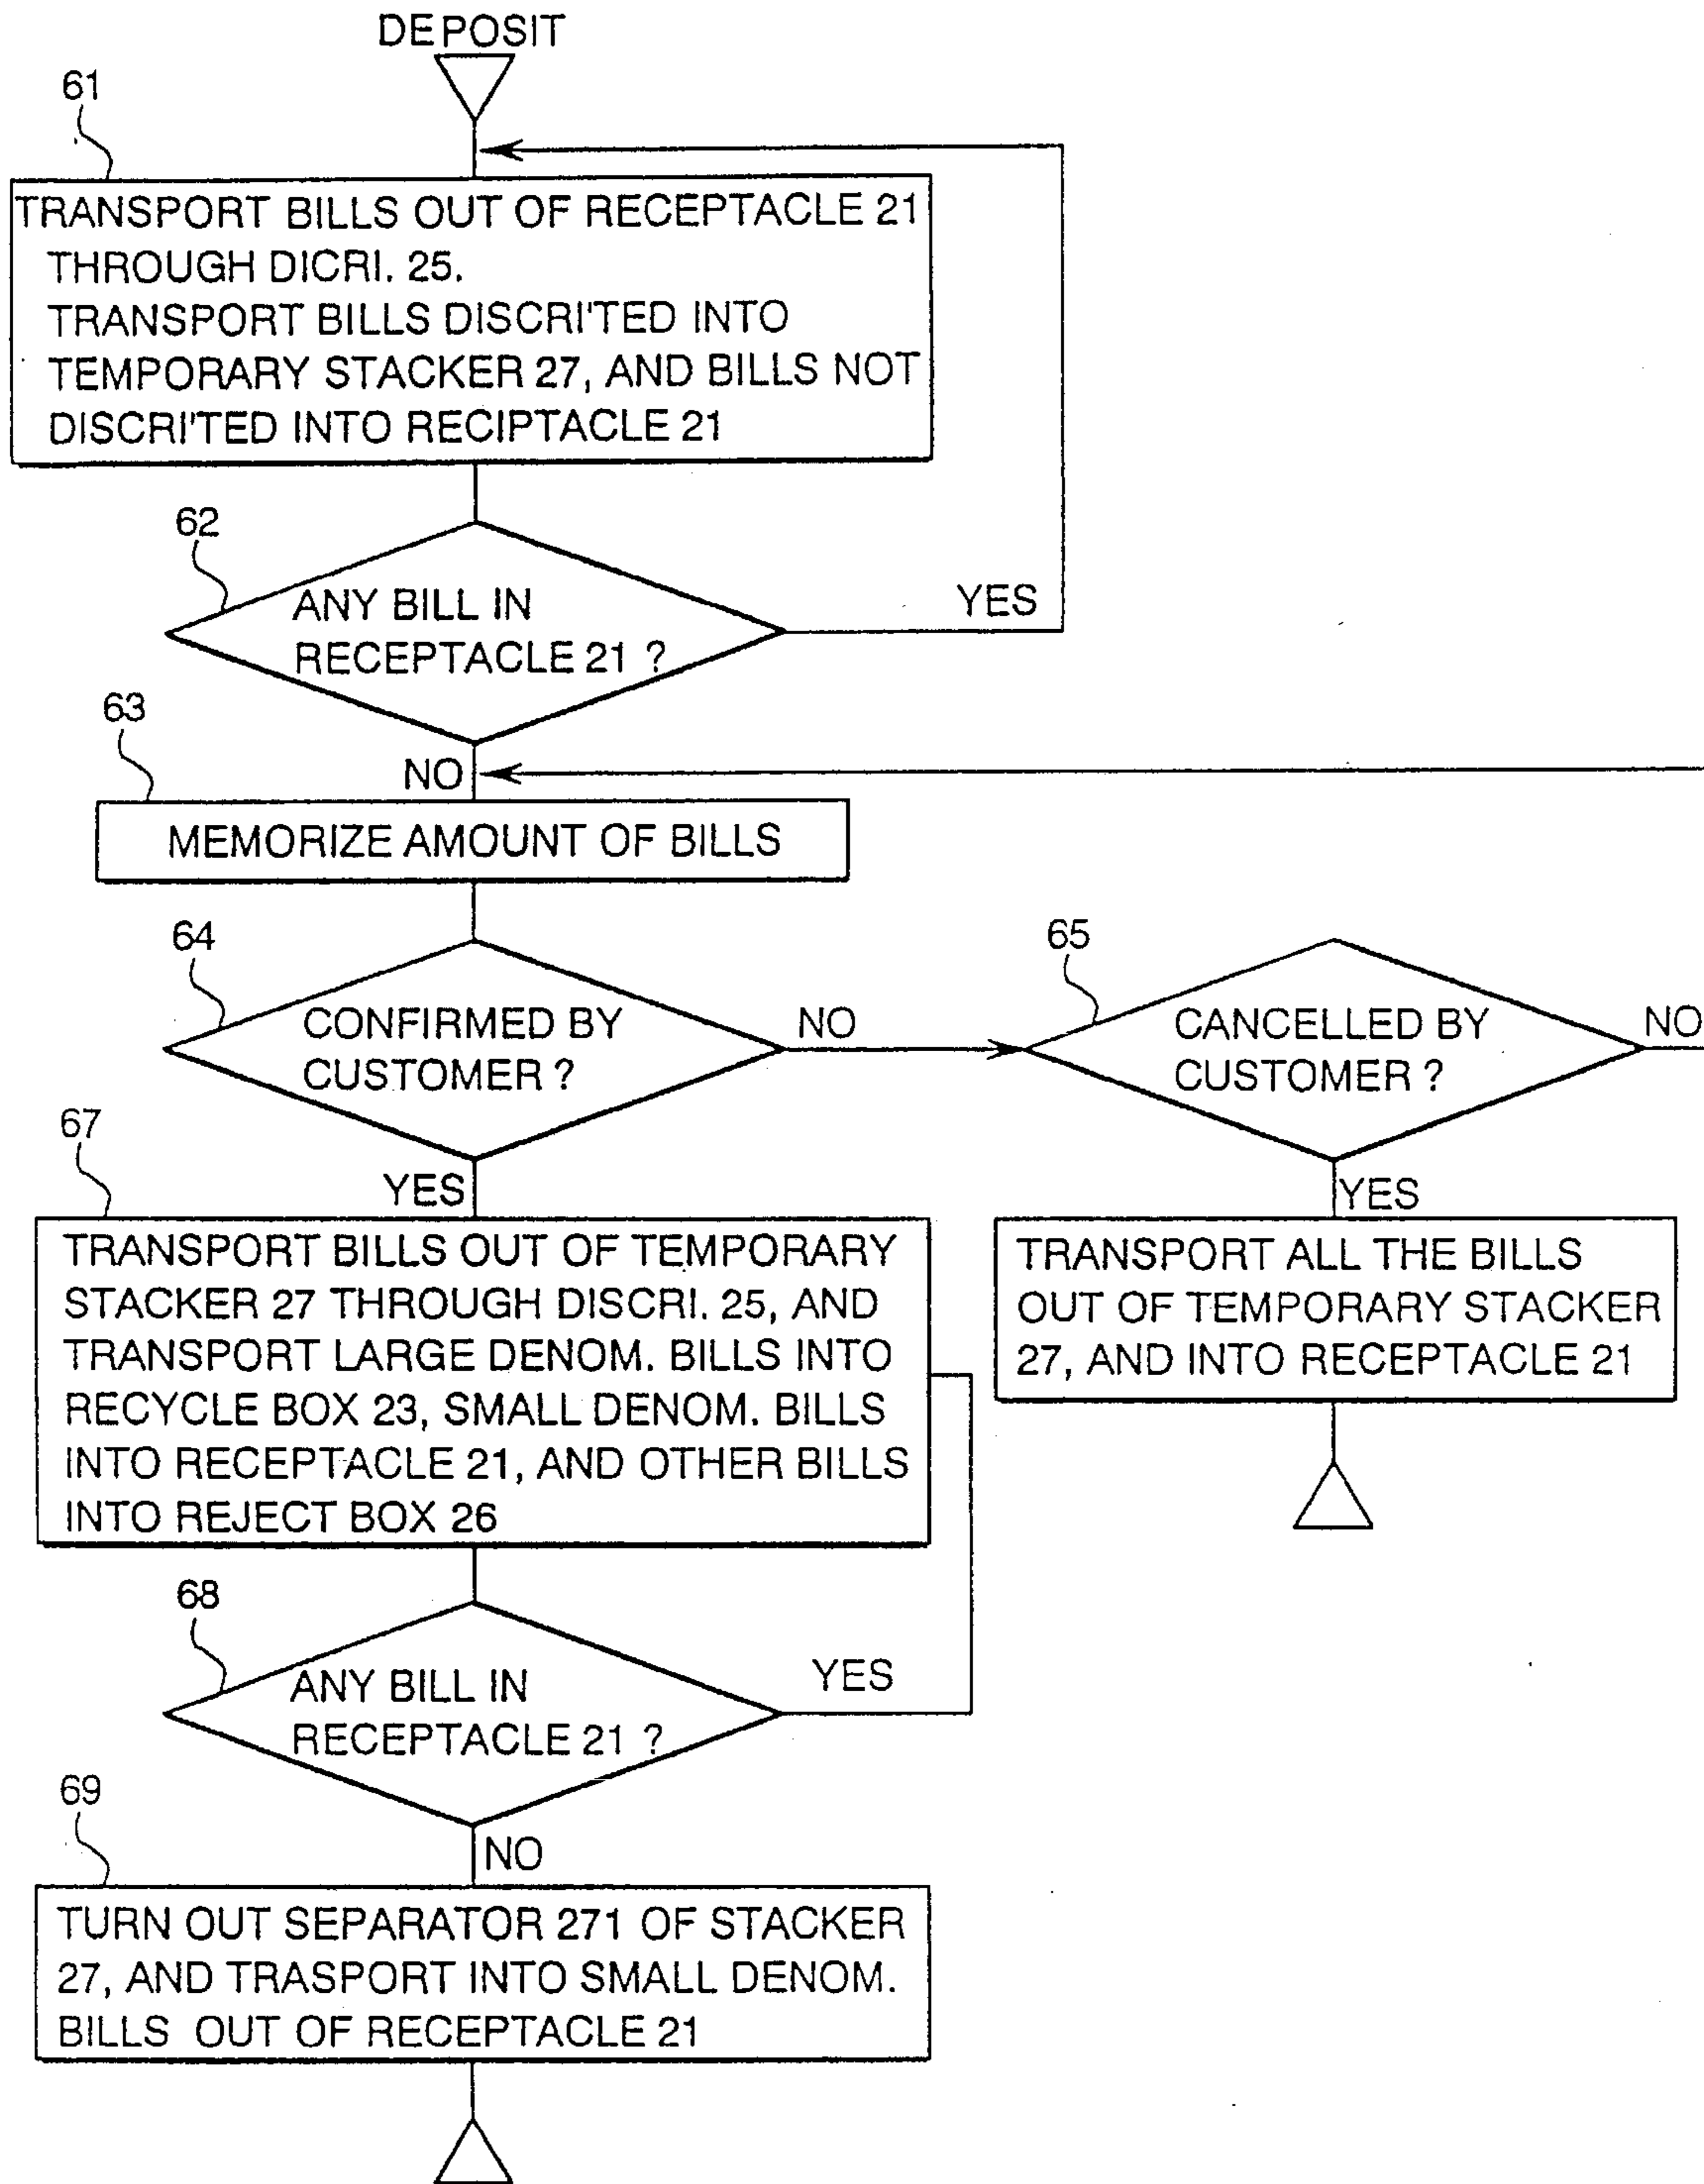 DEPOSIT
61
TRANSPORT BILLS OUT OF RECEPTACLE 21
THROUGH DICRI. 25.
TRANSPORT BILLS DISCRI'TED INTO
TEMPORARY STACKER 27, AND BILLS NOT
DISCRI'TED INTO RECIPTACLE 21
62
ANY BILL IN
RECEPTACLE 21 ?
YES
NO
63
MEMORIZE AMOUNT OF BILLS
64
CONFIRMED BY
CUSTOMER ?
NO
65
CANCELLED BY
CUSTOMER ?
NO
YES
YES
67
TRANSPORT BILLS OUT OF TEMPORARY
STACKER 27 THROUGH DISCRI. 25, AND
TRANSPORT LARGE DENOM. BILLS INTO
RECYCLE BOX 23, SMALL DENOM. BILLS
INTO RECEPTACLE 21, AND OTHER BILLS
INTO REJECT BOX 26
TRANSPORT ALL THE BILLS
OUT OF TEMPORARY STACKER
27, AND INTO RECEPTACLE 21
68
ANY BILL IN
RECEPTACLE 21 ?
YES
NO
69
TURN OUT SEPARATOR 271 OF STACKER
27, AND TRASPORT INTO SMALL DENOM.
BILLS OUT OF RECEPTACLE 21